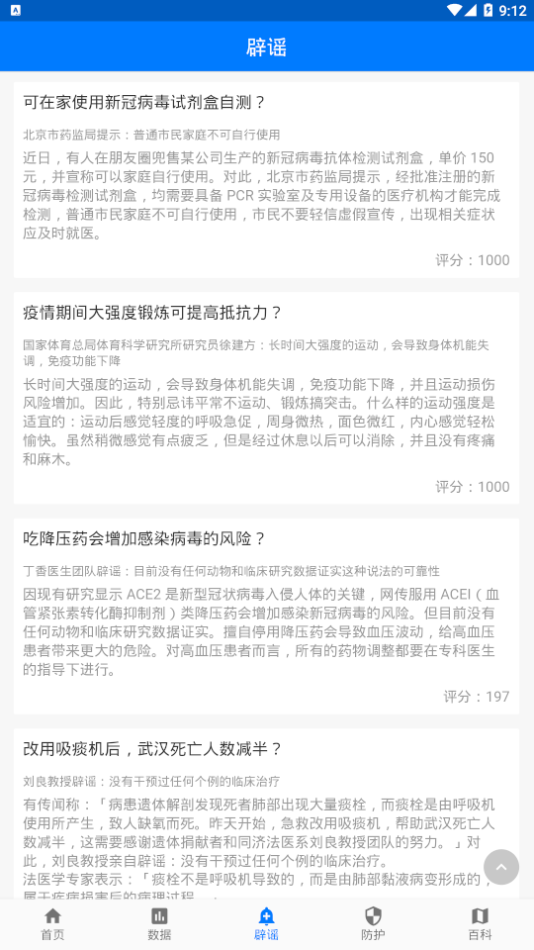 9:12
辟谣
可在家使用新冠病毒试剂盒自测？
北京市药监局提示：普通市民家庭不可自行使用
近日，有人在朋友圈兜售某公司生产的新冠病毒抗体检测试剂盒，单价 150
元，并宣称可以家庭自行使用。对此，北京市药监局提示，经批准注册的新
冠病毒检测试剂盒，均需要具备 PCR 实验室及专用设备的医疗机构才能完成
检测，普通市民家庭不可自行使用，市民不要轻信虚假宣传，出现相关症状
应及时就医。
评分：1000
疫情期间大强度锻炼可提高抵抗力？
国家体育总局体育科学研究所研究员徐建方：长时间大强度的运动，会导致身体机能失
调，免疫功能下降
长时间大强度的运动，会导致身体机能失调，免疫功能下降，并且运动损伤
风险增加。因此，特别忌讳平常不运动、锻炼搞突击。什么样的运动强度是
适宜的：运动后感觉轻度的呼吸急促，周身微热，面色微红，内心感觉轻松
愉快。虽然稍微感觉有点疲乏，但是经过休息以后可以消除，并且没有疼痛
和麻木。
评分：1000
吃降压药会增加感染病毒的风险？
丁香医生团队辟谣：目前没有任何动物和临床研究数据证实这种说法的可靠性
因现有研究显示 ACE2 是新型冠状病毒入侵人体的关键，网传服用 ACEI（血
管紧张素转化酶抑制剂）类降压药会增加感染新冠病毒的风险。但目前没有
任何动物和临床研究数据证实。擅自停用降压药会导致血压波动，给高血压
患者带来更大的危险。对高血压患者而言，所有的药物调整都要在专科医生
的指导下进行。
评分：197
改用吸痰机后，武汉死亡人数减半？
刘良教授辟谣：没有干预过任何个例的临床治疗
有传闻称：「病患遗体解剖发现死者肺部出现大量痰栓，而痰栓是由呼吸机
使用所产生，致人缺氧而死。昨天开始，急救改用吸痰机，帮助武汉死亡人
数减半，这需要感谢遗体捐献者和同济法医系刘良教授团队的努力。」对
此，刘良教授亲自辟谣：没有干预过任何个例的临床治疗。
法医学专家表示：「痰栓不是呼吸机导致的，而是由肺部黏液病变形成的，
属于疾病损害后的病理过程。」
首页
数据
辟谣
防护
百科